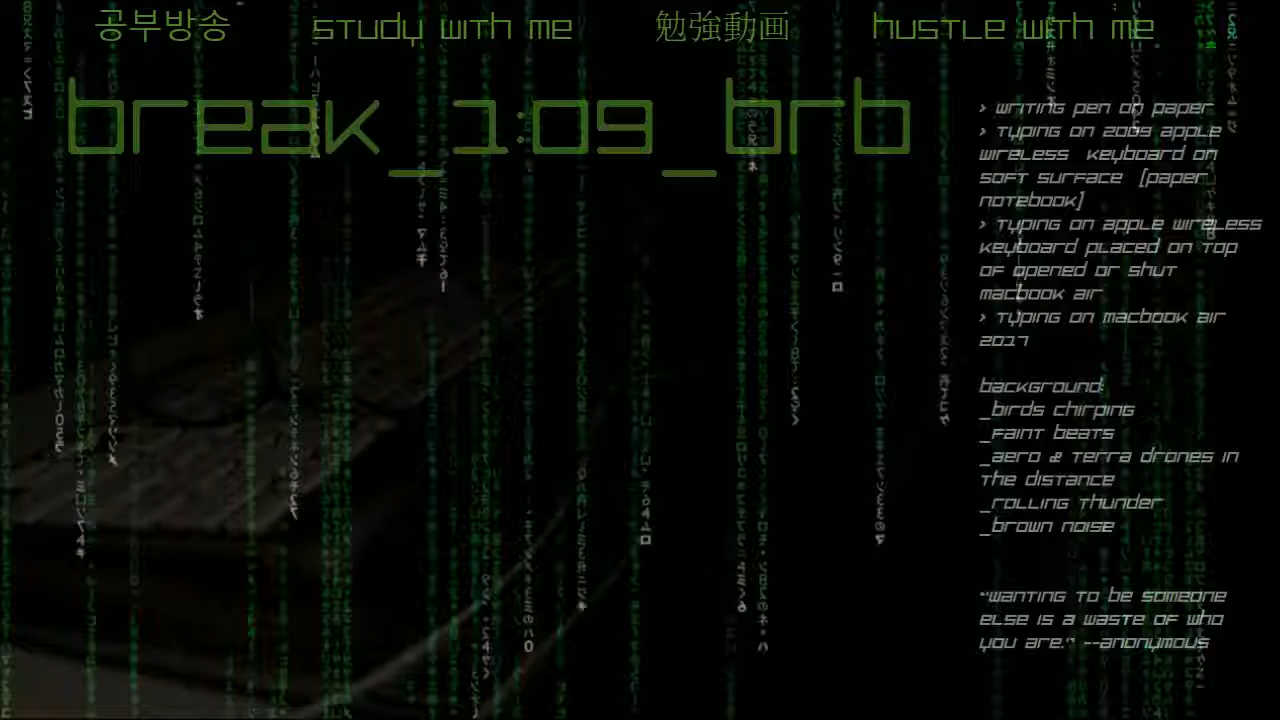 공부방송 study with me 勉強動画 hustle with me
break_1:09_brb
> writing pen on paper
> typing on 2009 apple
wireless keyboard on
soft surface [paper
notebook]
> typing on apple wireless
keyboard placed on top
of opened or shut
macbook air
> typing on macbook air
2017
background:
_birds chirping
_faint beats
_aero & terra drones in
the distance
_rolling thunder
_brown noise
"wanting to be someone
else is a waste of who
you are." --anonymous